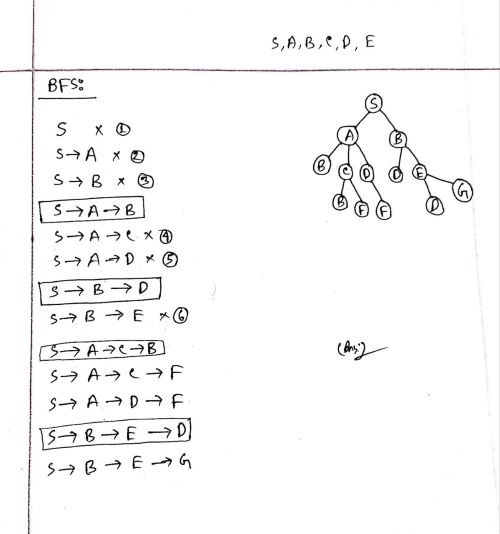 S, A, B, C, D, E
BFS:
S × ①
S → A × ②
S → B × ③
S → A → B
S → A → C × ④
S → A → D × ⑤
S → B → D
S → B → E × ⑥
S → A → C → B
S → A → C → F
S → A → D → F
S → B → E → D
S → B → E → G
S
A B
B C D D E G
B F F D
(Ans:)